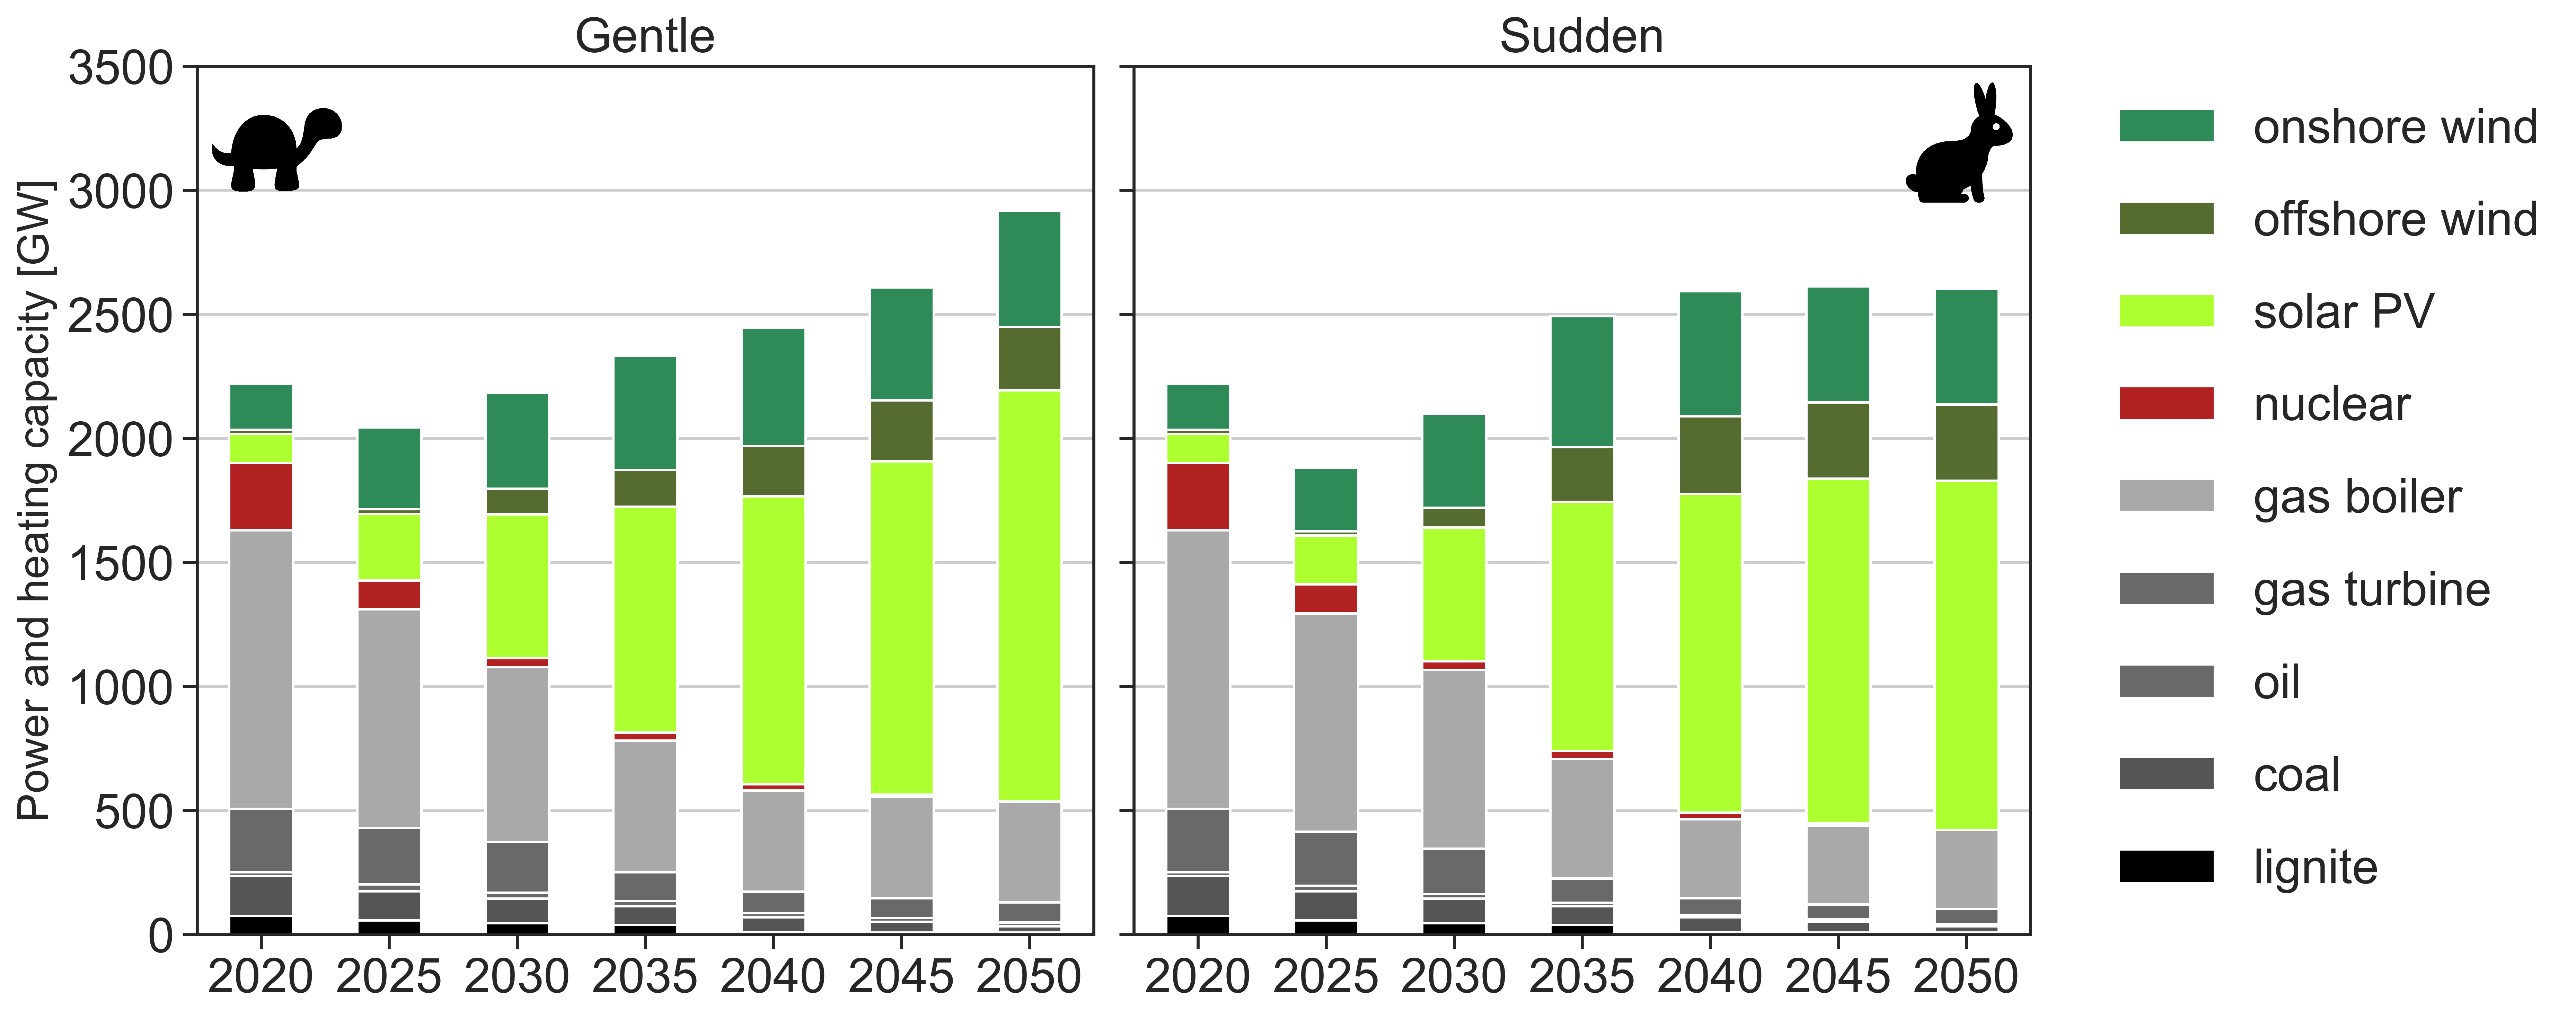 Gentle
Sudden
Power and heating capacity [GW]
3500
3000
2500
2000
1500
1000
500
0
2020 2025 2030 2035 2040 2045 2050
2020 2025 2030 2035 2040 2045 2050
onshore wind
offshore wind
solar PV
nuclear
gas boiler
gas turbine
oil
coal
lignite